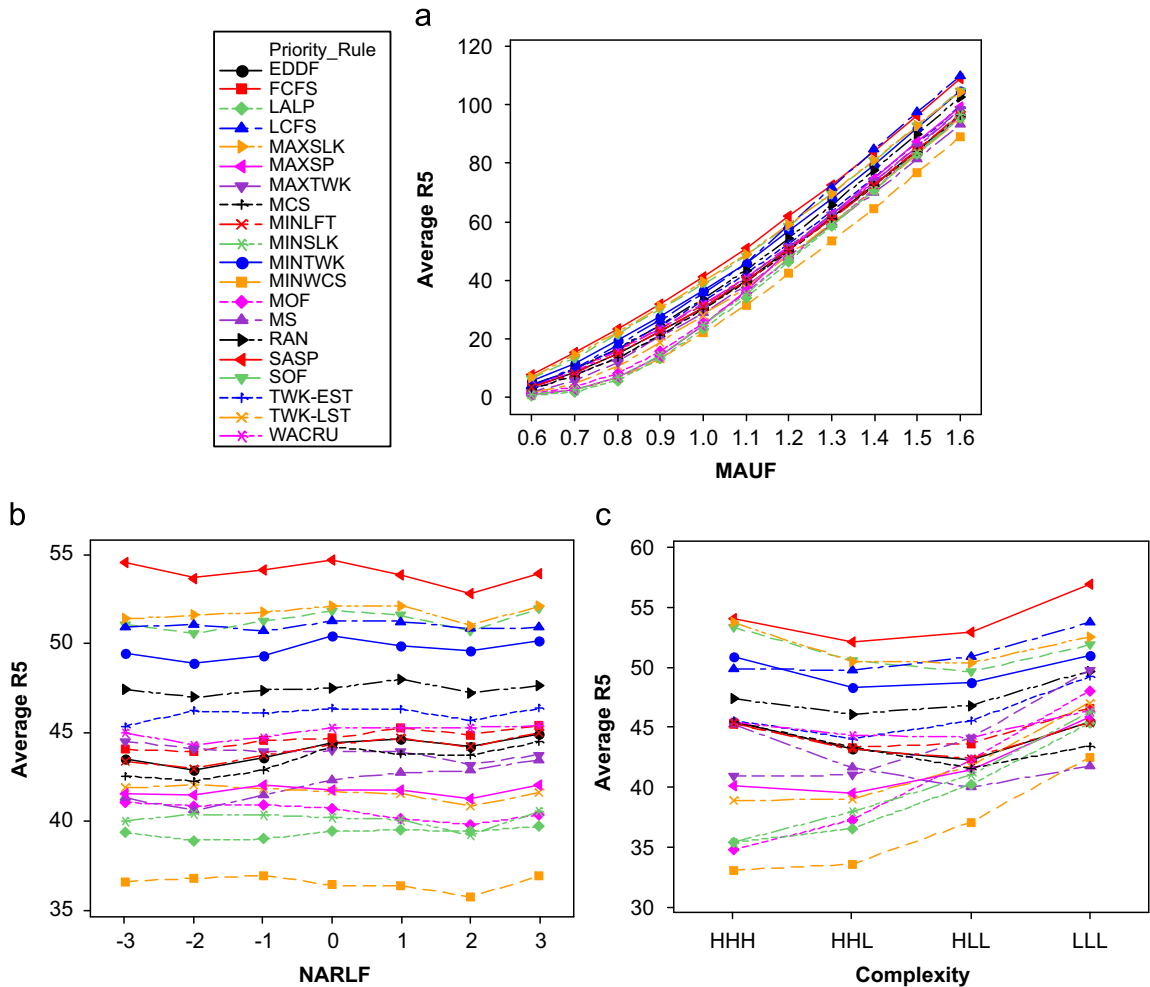 a
Priority_Rule
EDDF
FCFS
LALP
LCFS
MAXSLK
MAXSP
MAXTWK
MCS
MINLFT
MINSLK
MINTWK
MINWCS
MOF
MS
RAN
SASP
SOF
TWK-EST
TWK-LST
WACRU
Average R5
120
100
80
60
40
20
0
0.6 0.7 0.8 0.9 1.0 1.1 1.2 1.3 1.4 1.5 1.6
MAUF
b
Average R5
55
50
45
40
35
-3 -2 -1 0 1 2 3
NARLF
c
Average R5
60
55
50
45
40
35
30
HHH HHL HLL LLL
Complexity